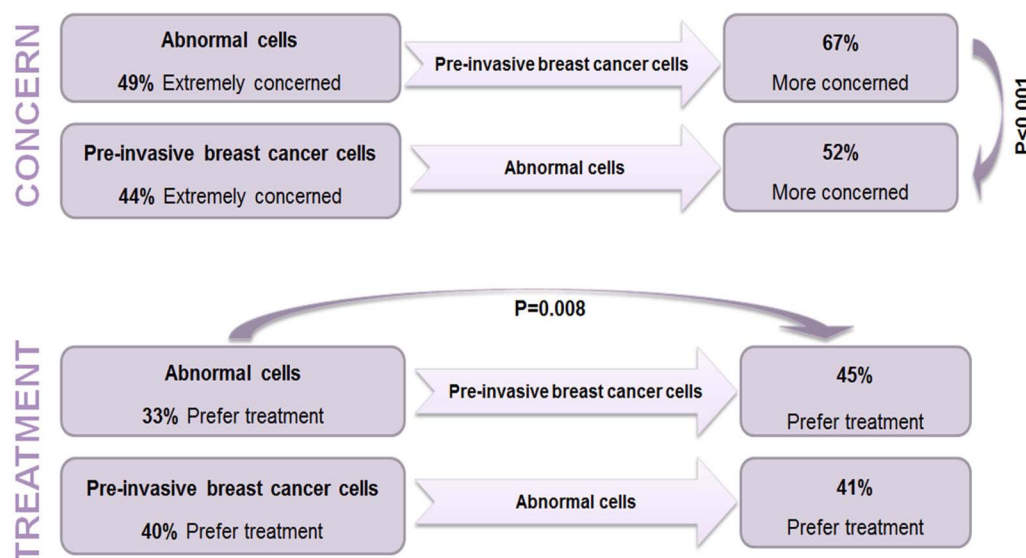 CONCERN
Abnormal cells
49% Extremely concerned
Pre-invasive breast cancer cells
67%
More concerned
P≤0.001
Pre-invasive breast cancer cells
44% Extremely concerned
Abnormal cells
52%
More concerned
P=0.008
TREATMENT
Abnormal cells
33% Prefer treatment
Pre-invasive breast cancer cells
45%
Prefer treatment
Pre-invasive breast cancer cells
40% Prefer treatment
Abnormal cells
41%
Prefer treatment